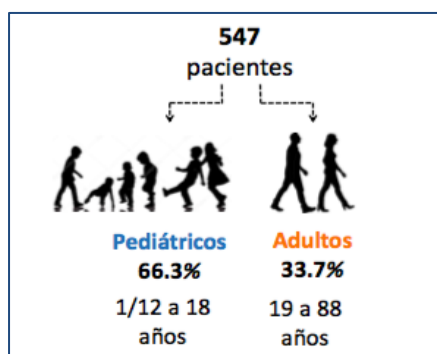 547
pacientes
Pediátricos
66.3%
1/12 a 18
años
Adultos
33.7%
19 a 88
años